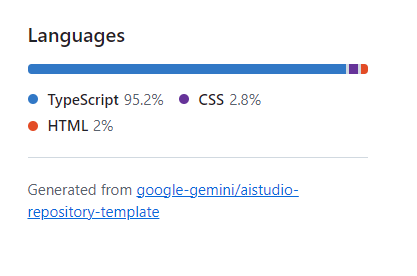 Languages
TypeScript 95.2% CSS 2.8%
HTML 2%
Generated from google-gemini/aistudio-
repository-template